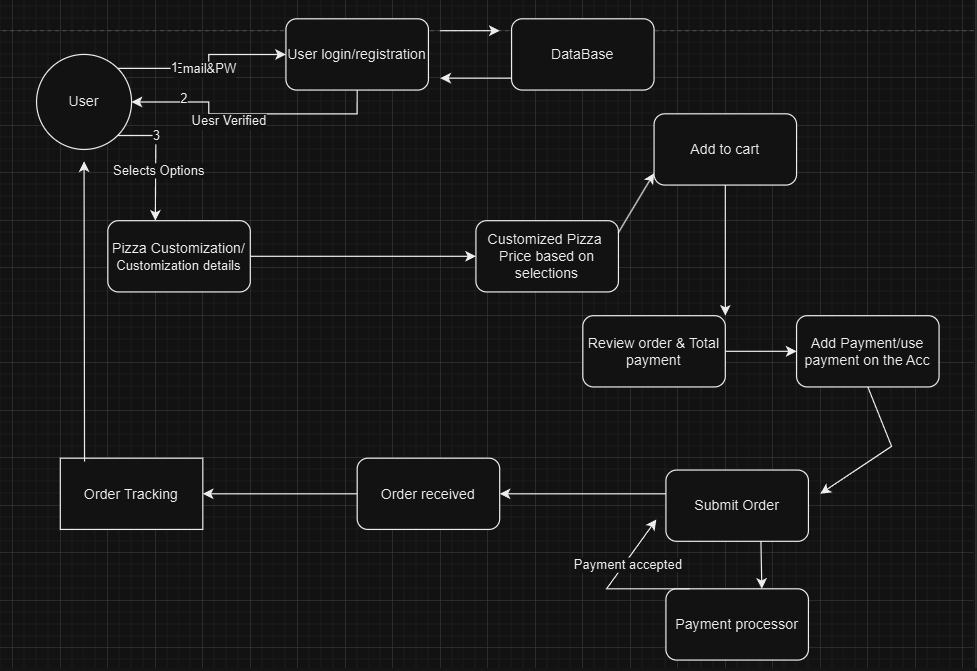 User login/registration
DataBase
1
Email&PW
User
2
Uesr Verified
3
Selects Options
Add to cart
Pizza Customization/
Customization details
Customized Pizza
Price based on
selections
Review order & Total
payment
Add Payment/use
payment on the Acc
Order Tracking
Order received
Submit Order
Payment accepted
Payment processor